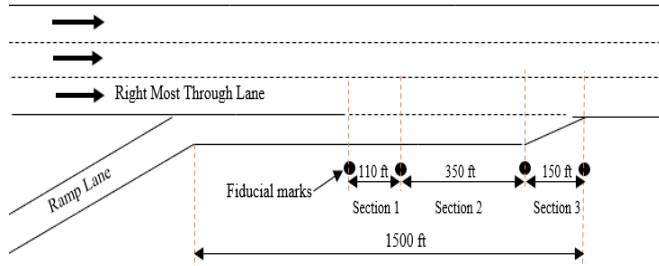 Right Most Through Lane
Ramp Lane
Fiducial marks
110 ft
350 ft
150 ft
Section 1
Section 2
Section 3
1500 ft